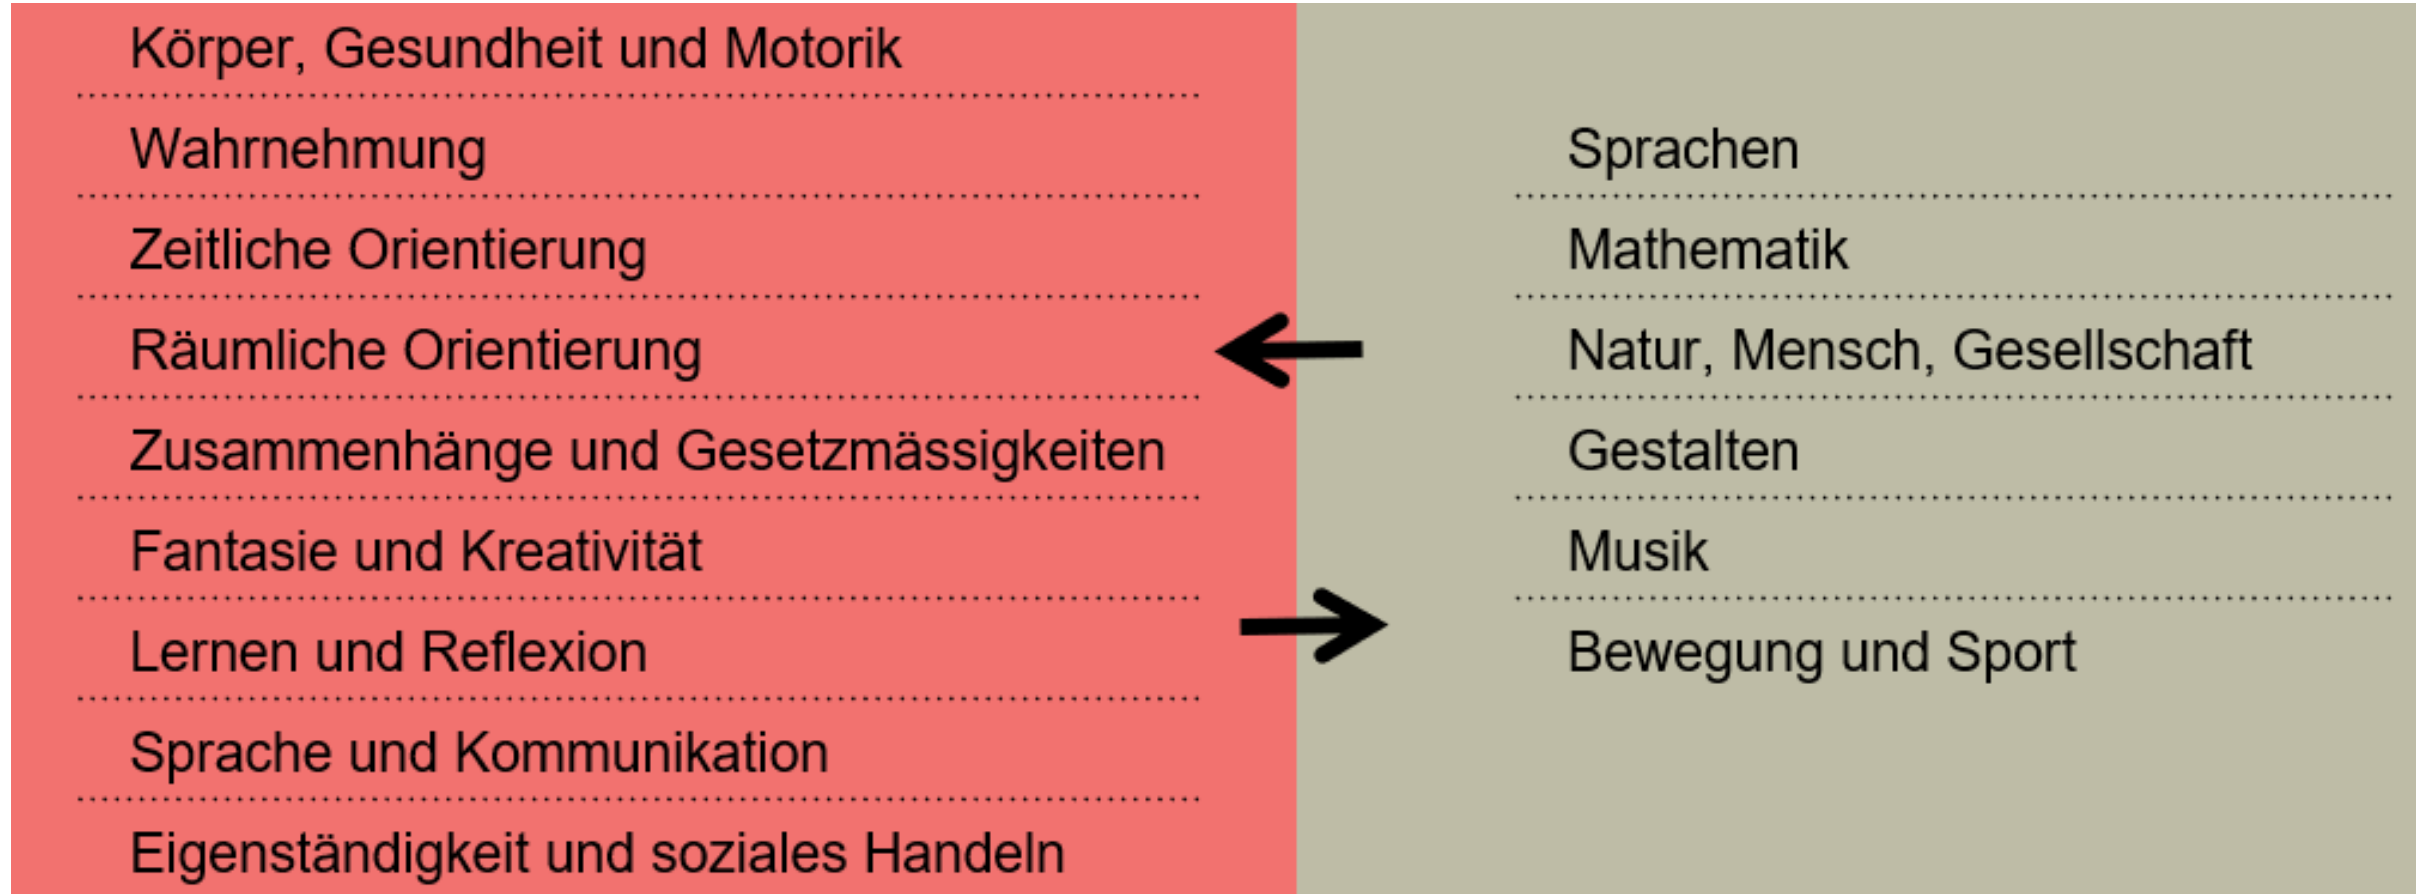 Körper, Gesundheit und Motorik
Wahrnehmung
Zeitliche Orientierung
Räumliche Orientierung
Zusammenhänge und Gesetzmässigkeiten
Fantasie und Kreativität
Lernen und Reflexion
Sprache und Kommunikation
Eigenständigkeit und soziales Handeln
Sprachen
Mathematik
Natur, Mensch, Gesellschaft
Gestalten
Musik
Bewegung und Sport